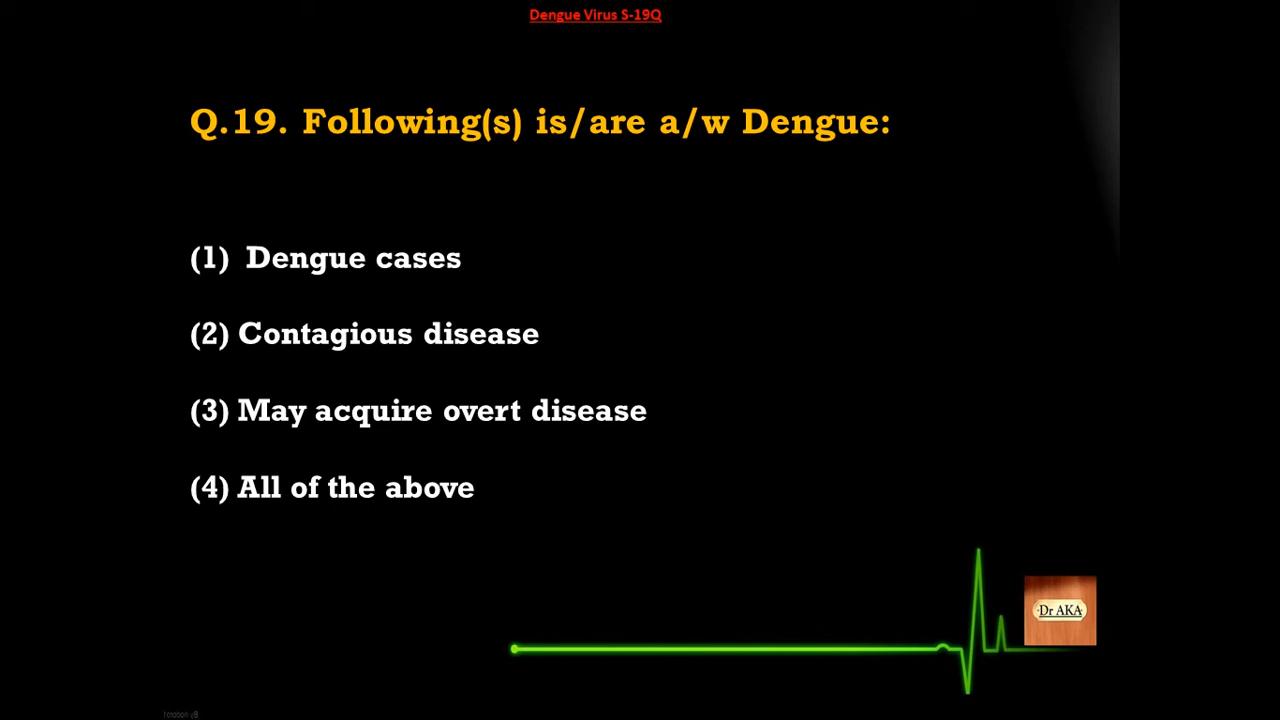 Dengue Virus S-19Q
Q.19. Following(s) is/are a/w Dengue:
(1) Dengue cases
(2) Contagious disease
(3) May acquire overt disease
(4) All of the above
Dr AKA